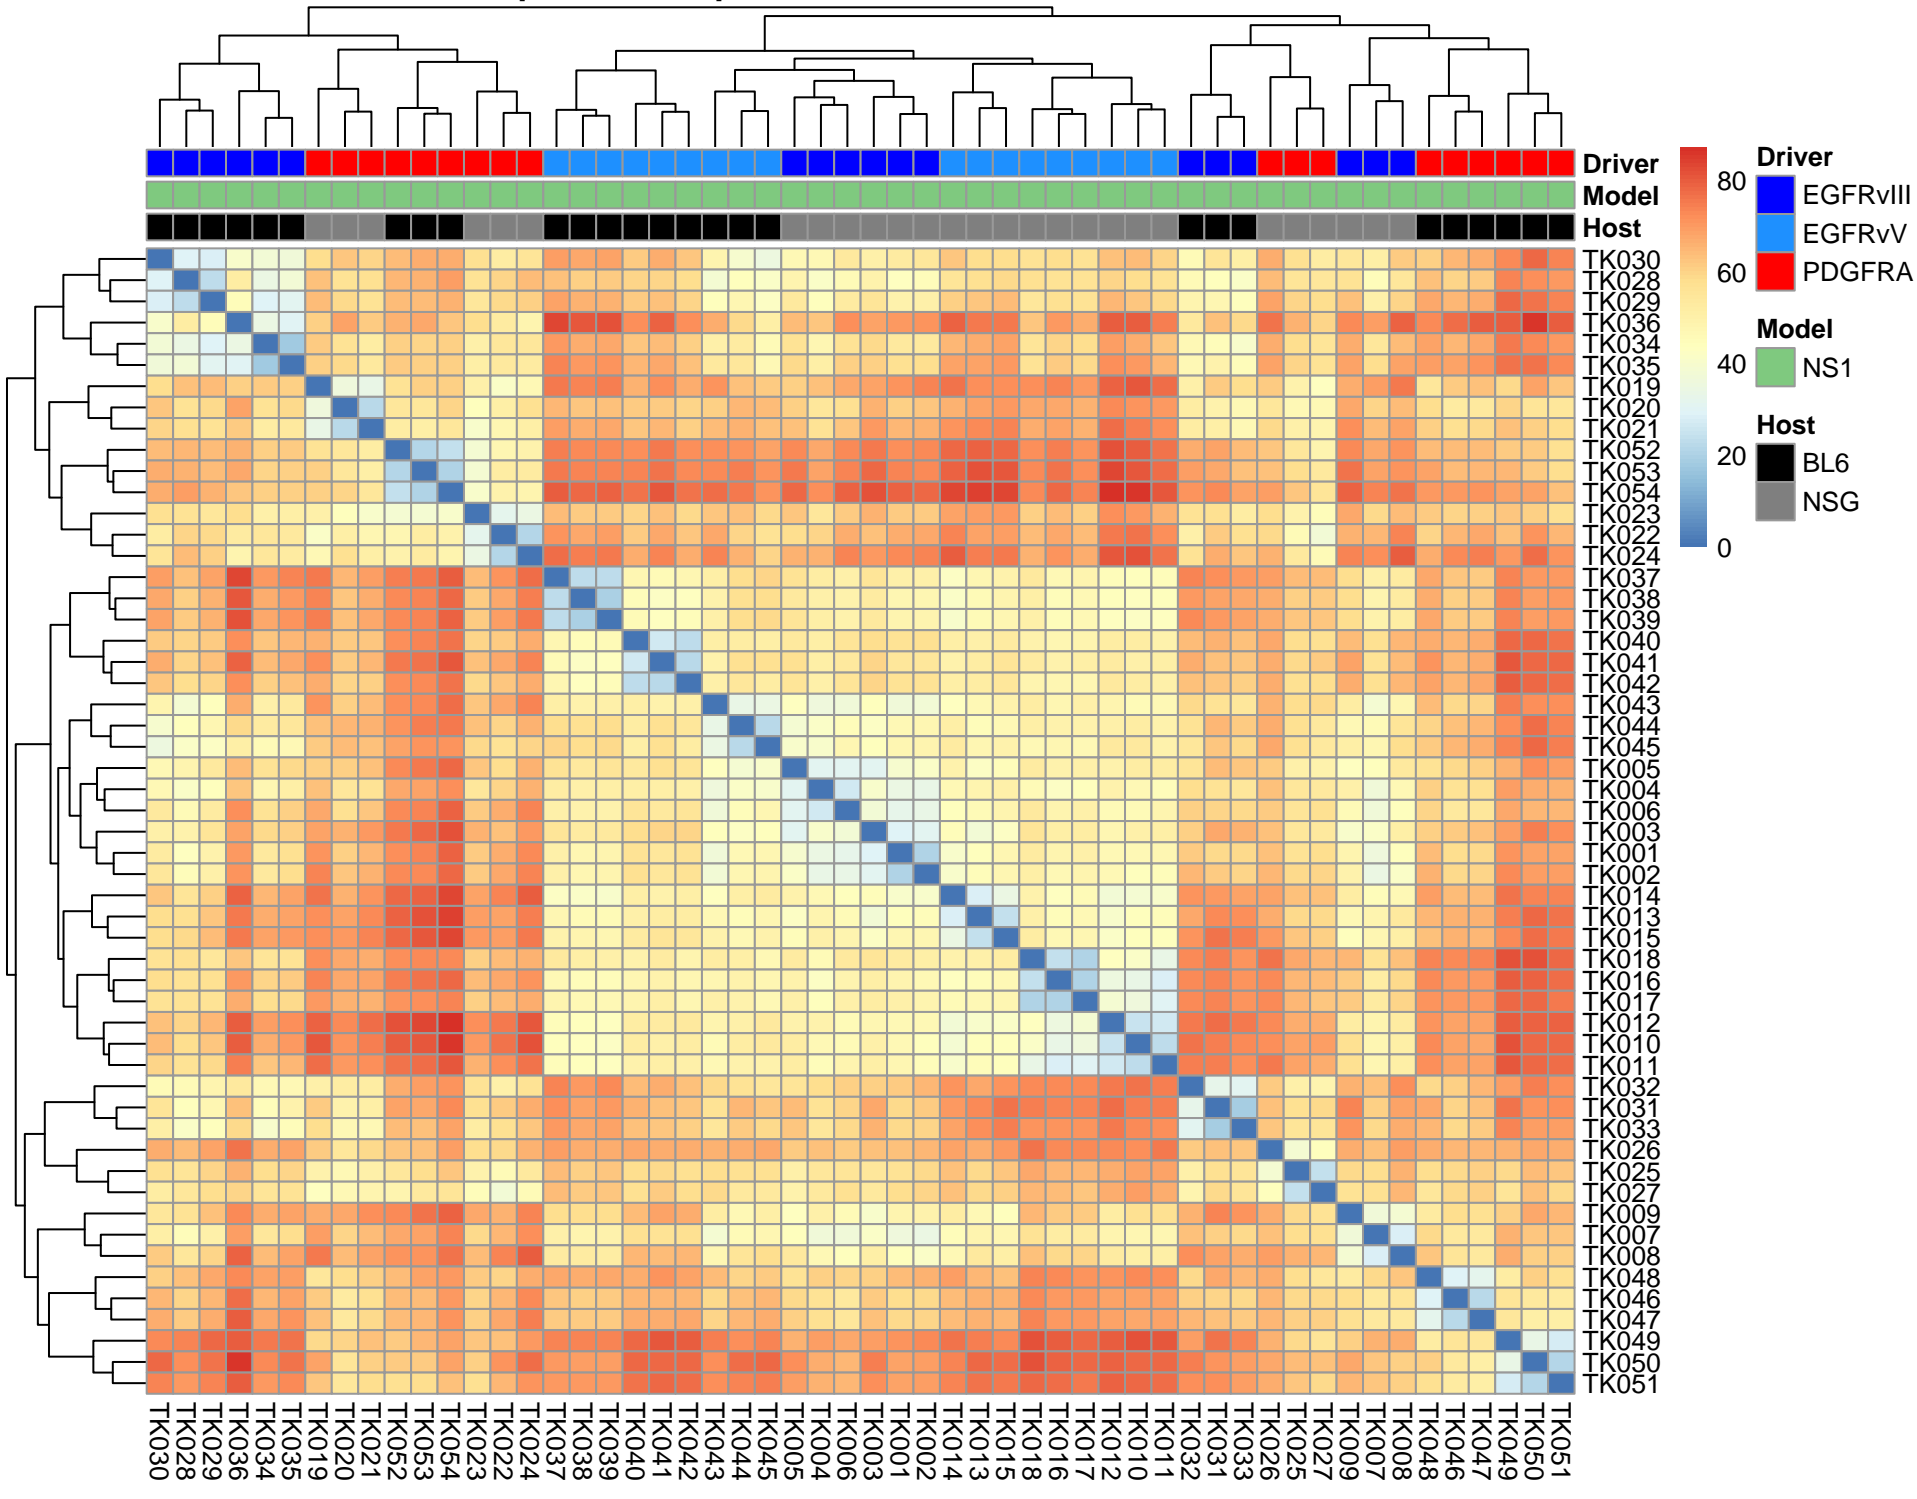 Driver
Model
Host
TK030
TK028
TK029
TK036
TK034
TK035
TK019
TK020
TK021
TK052
TK053
TK054
TK023
TK022
TK024
TK037
TK038
TK039
TK040
TK041
TK042
TK043
TK044
TK045
TK005
TK004
TK006
TK003
TK001
TK002
TK014
TK013
TK015
TK018
TK016
TK017
TK012
TK010
TK011
TK032
TK031
TK033
TK026
TK025
TK027
TK009
TK007
TK008
TK048
TK046
TK047
TK049
TK050
TK051
TK030
TK028
TK029
TK036
TK034
TK035
TK019
TK020
TK021
TK052
TK053
TK054
TK023
TK022
TK024
TK037
TK038
TK039
TK040
TK041
TK042
TK043
TK044
TK045
TK005
TK004
TK006
TK003
TK001
TK002
TK014
TK013
TK015
TK018
TK016
TK017
TK012
TK010
TK011
TK032
TK031
TK033
TK026
TK025
TK027
TK009
TK007
TK008
TK048
TK046
TK047
TK049
TK050
TK051
80
60
40
20
0
Driver
EGFRvIII
EGFRvV
PDGFRA
Model
NS1
Host
BL6
NSG